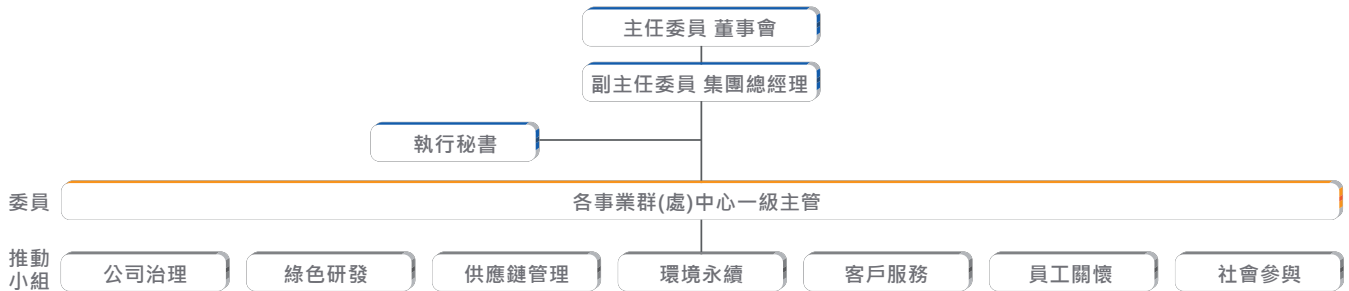 主任委員 董事會
副主任委員 集團總經理
執行秘書
委員
各事業群(處)中心一級主管
推動
小組
公司治理
綠色研發
供應鏈管理
環境永續
客戶服務
員工關懷
社會參與